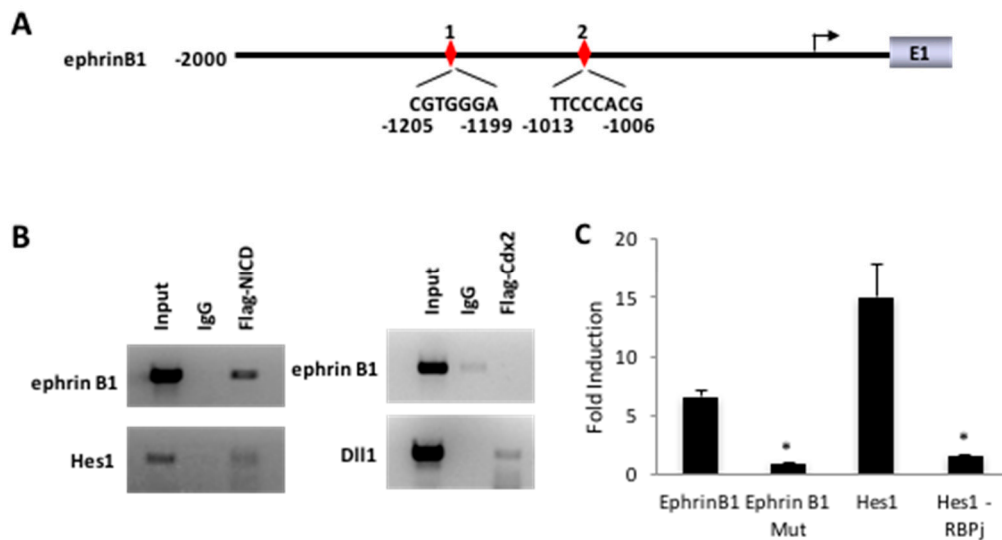 A
1
2
ephrinB1 -2000
E1
CGTGGGA TTCCCACG
-1205 -1199 -1013 -1006
B
Input IgG Flag-NICD
ephrin B1
Hes1
Input IgG Flag-Cdx2
ephrin B1
Dll1
C
Fold Induction
20
15
10
5
0
*
*
EphrinB1 Ephrin B1 Hes1 Hes1 -
Mut RBPj